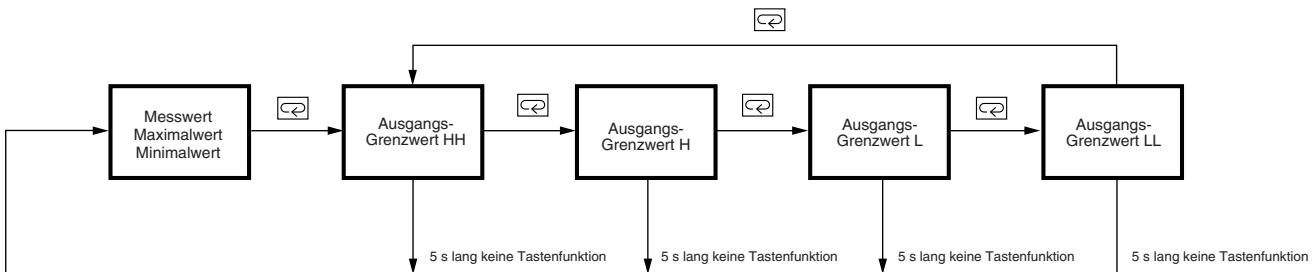 Messwert
Maximalwert
Minimalwert
Ausgangs-
Grenzwert HH
Ausgangs-
Grenzwert H
Ausgangs-
Grenzwert L
Ausgangs-
Grenzwert LL
5 s lang keine Tastenfunktion
5 s lang keine Tastenfunktion
5 s lang keine Tastenfunktion
5 s lang keine Tastenfunktion